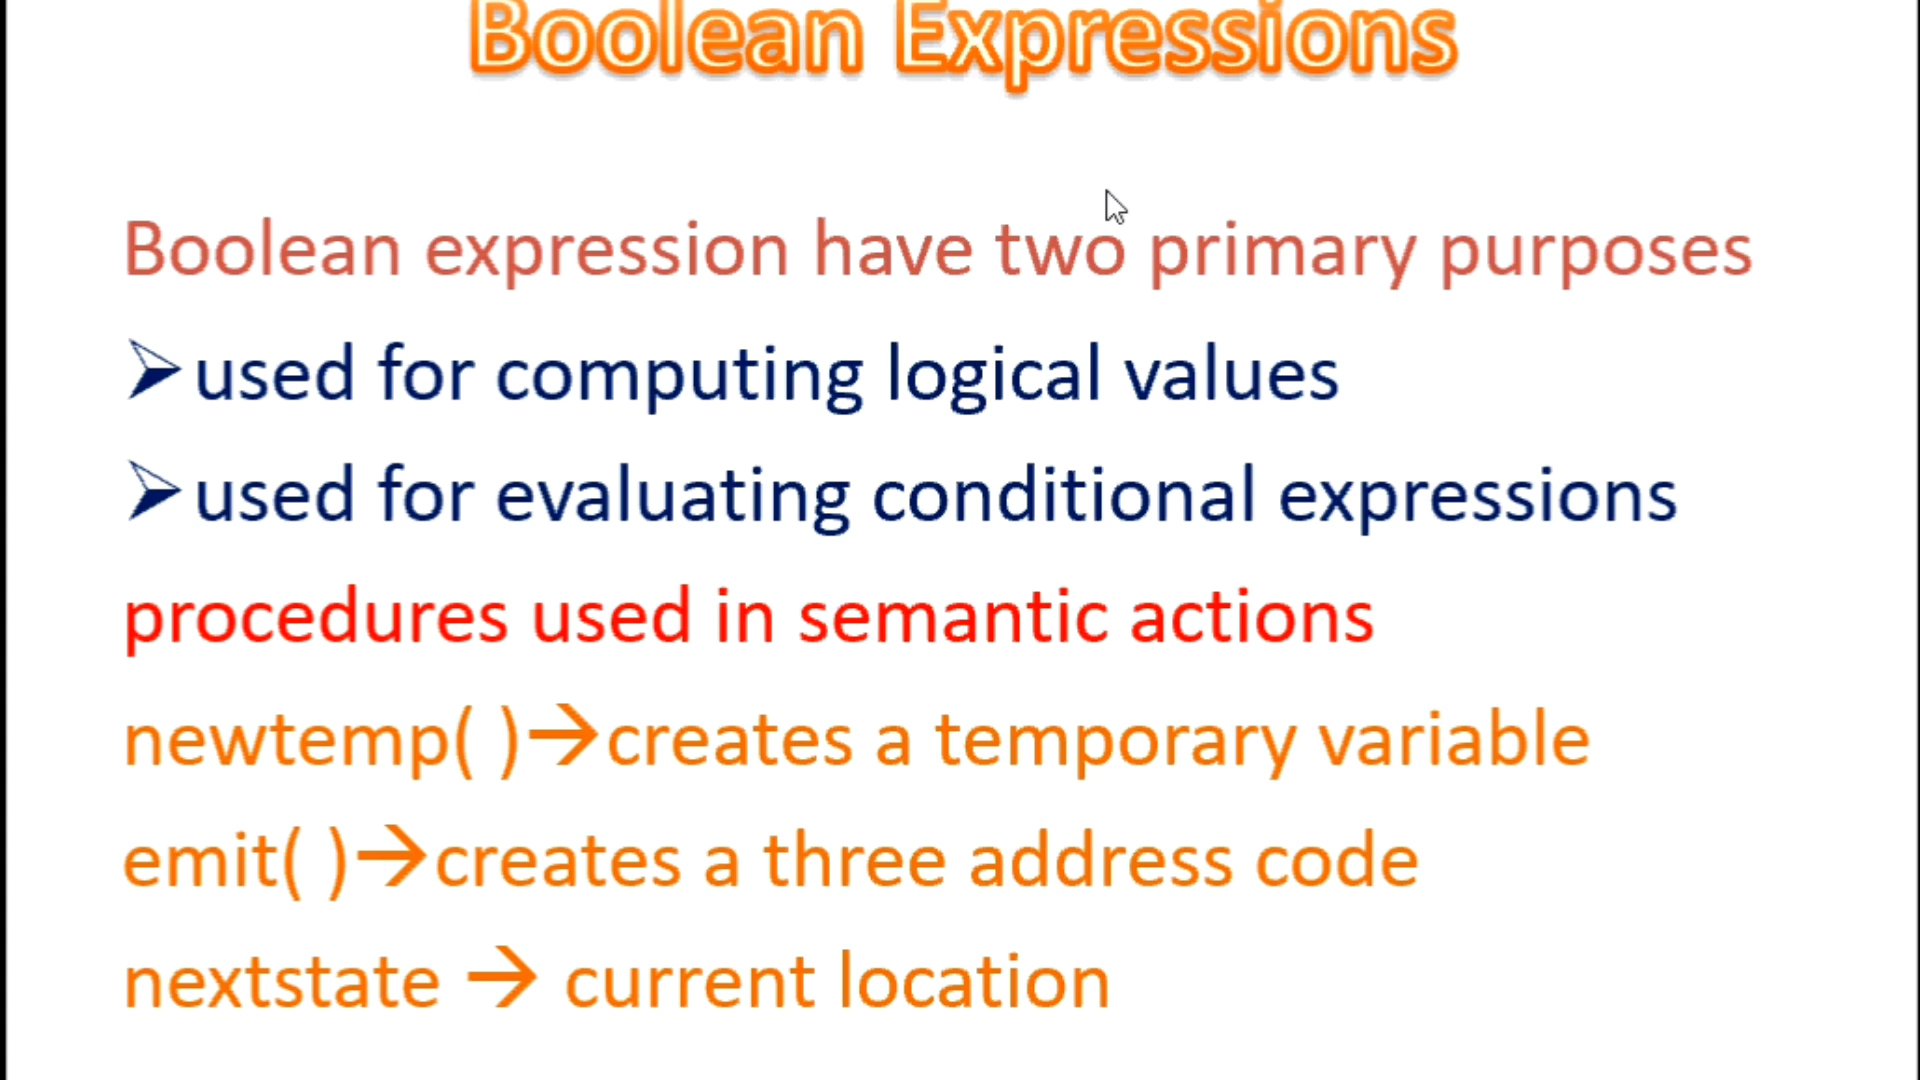 Boolean Expressions
Boolean expression have two primary purposes
➢used for computing logical values
➢used for evaluating conditional expressions
procedures used in semantic actions
newtemp( )→creates a temporary variable
emit( )→creates a three address code
nextstate → current location